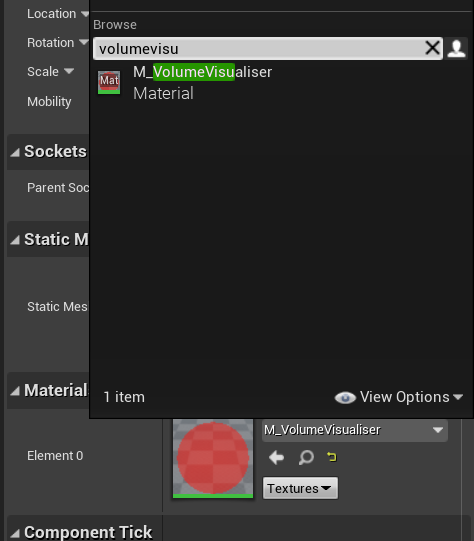 Location
Browse
Rotation
volumevisu
Scale
M_VolumeVisualiser
Mat
Material
Mobility
Sockets
Parent Soc
Static M
Static Mes
1 item
View Options
Material
M_VolumeVisualiser
Element 0
Textures
Component Tick